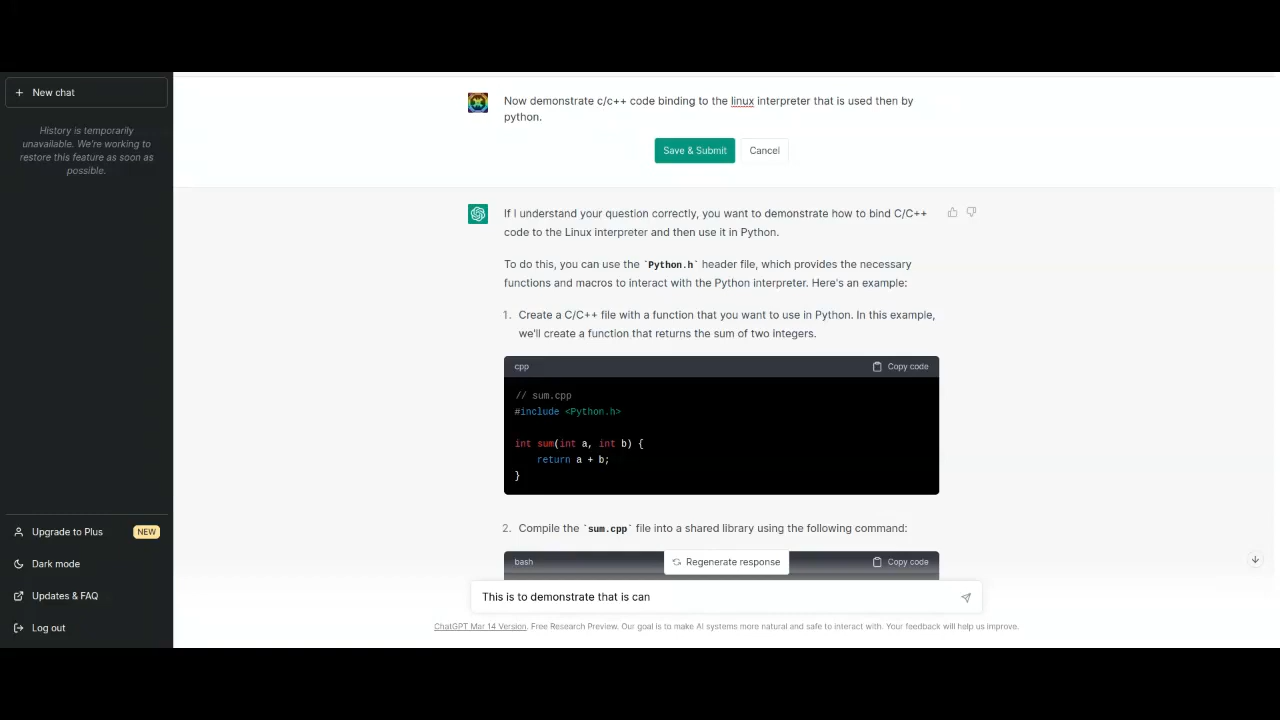 New chat
History is temporarily
unavailable. We're working to
restore this feature as soon as
possible.
Upgrade to Plus NEW
Dark mode
Updates & FAQ
Log out
Now demonstrate c/c++ code binding to the linux interpreter that is used then by
python.
Save & Submit Cancel
If I understand your question correctly, you want to demonstrate how to bind C/C++
code to the Linux interpreter and then use it in Python.
To do this, you can use the `Python.h` header file, which provides the necessary
functions and macros to interact with the Python interpreter. Here's an example:
1. Create a C/C++ file with a function that you want to use in Python. In this example,
we'll create a function that returns the sum of two integers.
cpp Copy code
// sum.cpp
#include <Python.h>
int sum(int a, int b) {
return a + b;
}
2. Compile the `sum.cpp` file into a shared library using the following command:
bash Copy code
Regenerate response
This is to demonstrate that is can
ChatGPT Mar 14 Version. Free Research Preview. Our goal is to make AI systems more natural and safe to interact with. Your feedback will help us improve.